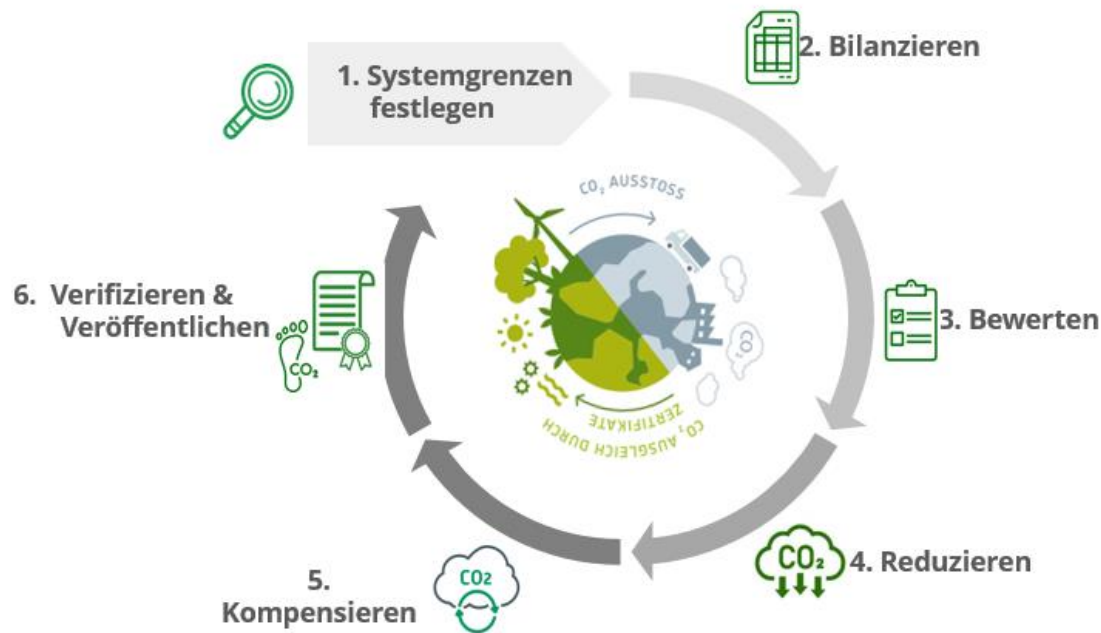 1. Systemgrenzen
festlegen
2. Bilanzieren
3. Bewerten
CO₂
4. Reduzieren
CO2
5.
Kompensieren
6. Verifizieren &
Veröffentlichen
CO₂
CO₂ AUSSTOSS
CO₂
ZERTIFIKATE
CO₂ AUSGLEICH DURCH